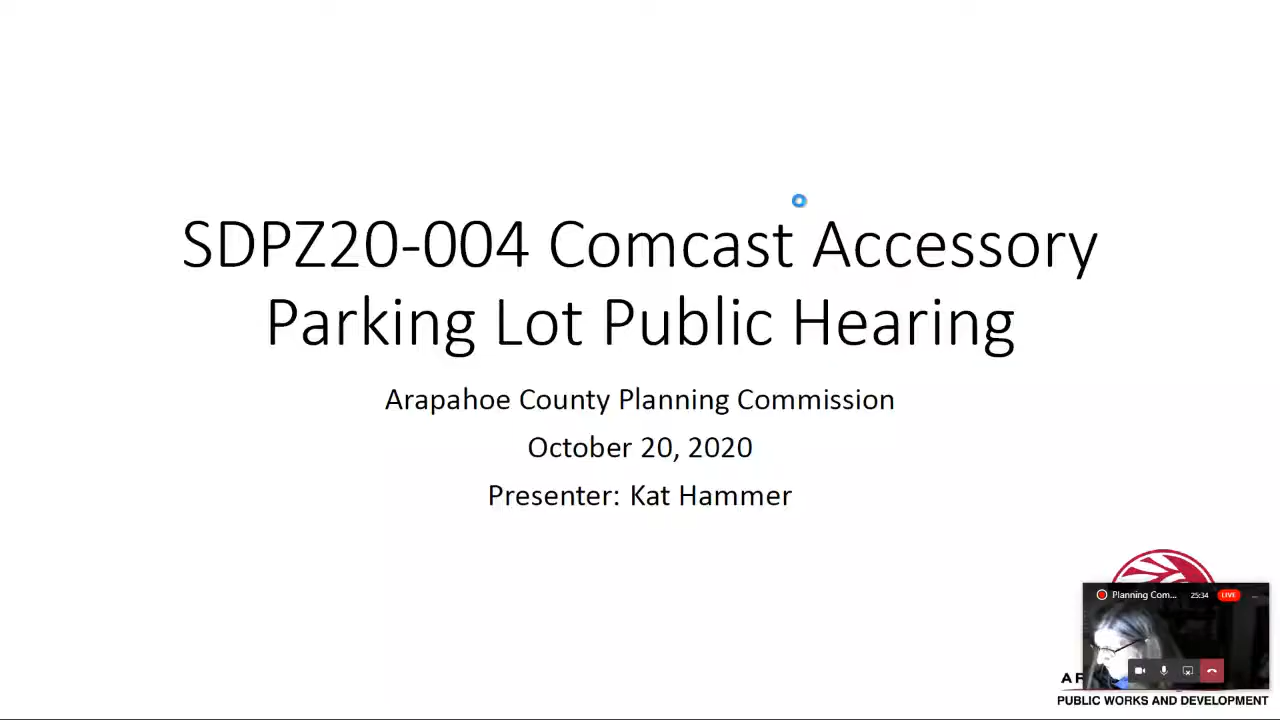 SDPZ20-004 Comcast Accessory
Parking Lot Public Hearing
Arapahoe County Planning Commission
October 20, 2020
Presenter: Kat Hammer
Planning Com... 25:34 LIVE
PUBLIC WORKS AND DEVELOPMENT